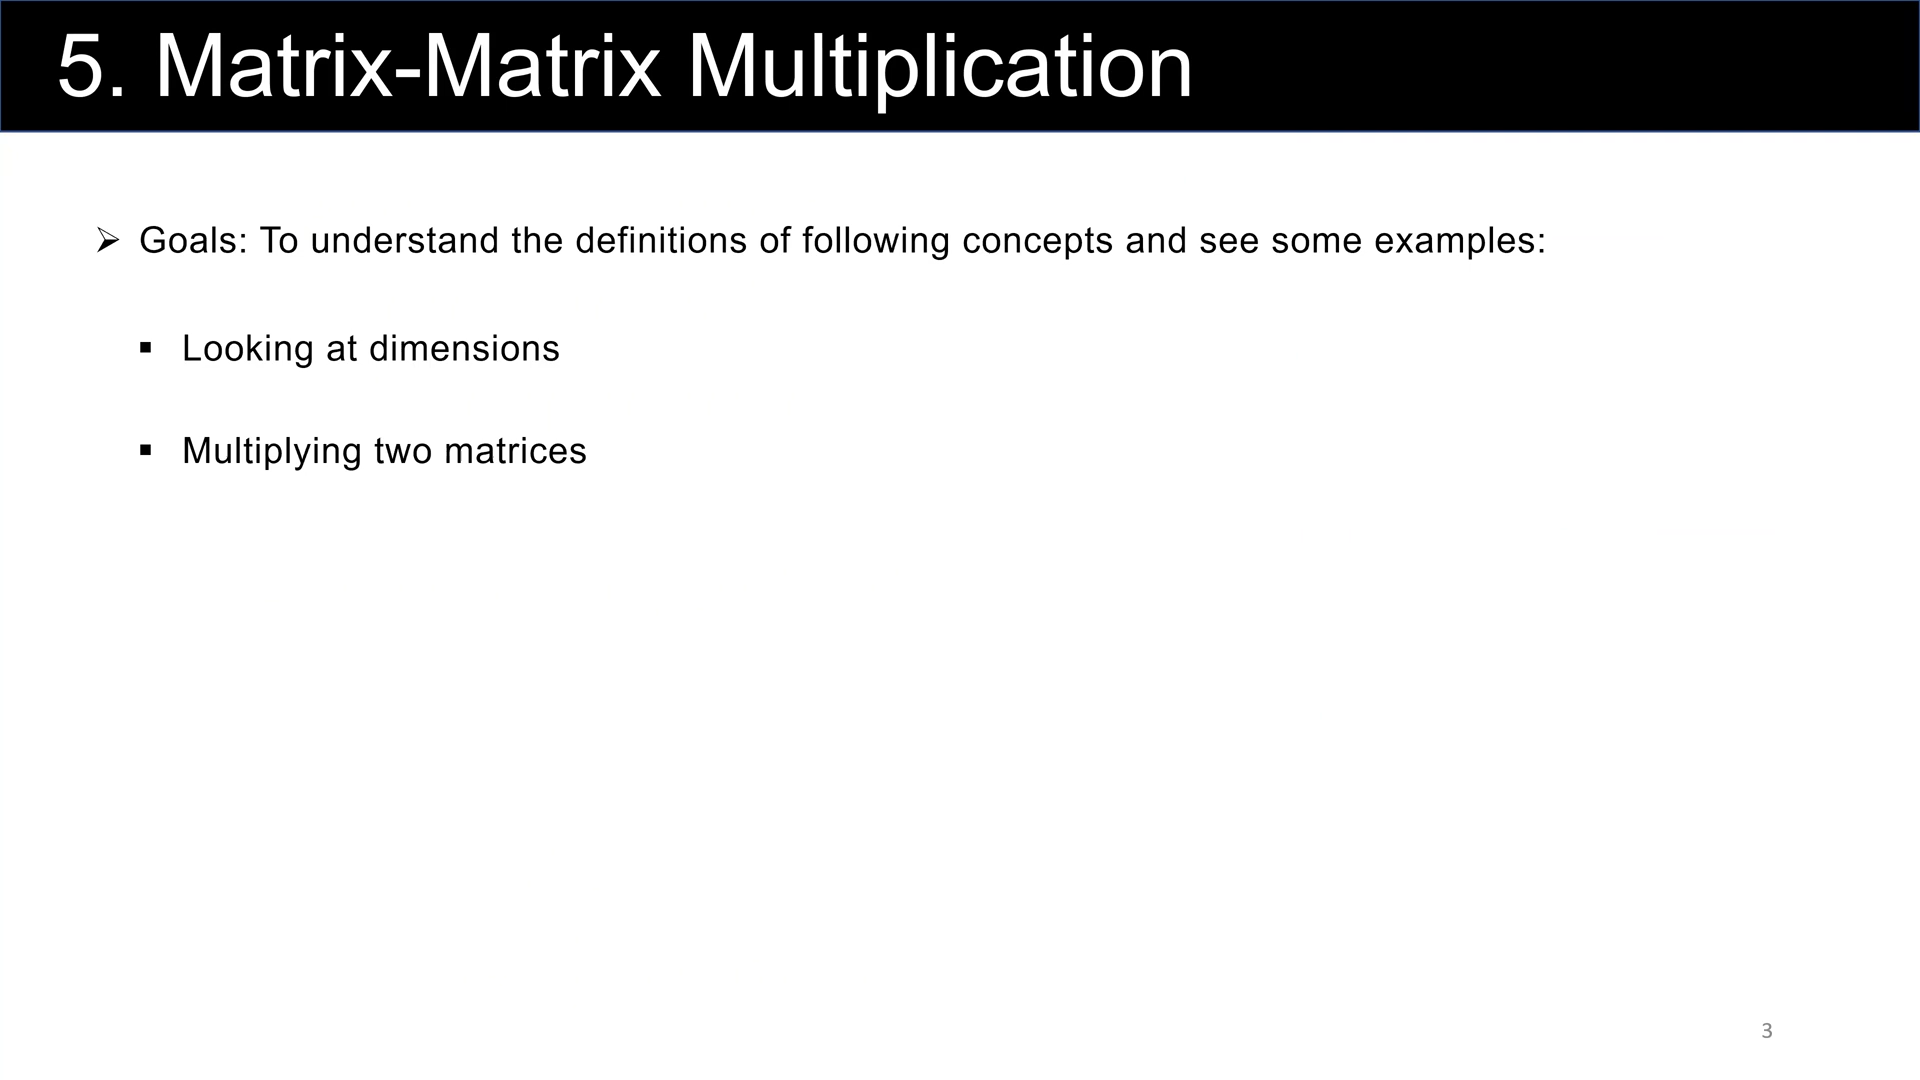 5. Matrix-Matrix Multiplication
➢ Goals: To understand the definitions of following concepts and see some examples:
▪ Looking at dimensions
▪ Multiplying two matrices
3